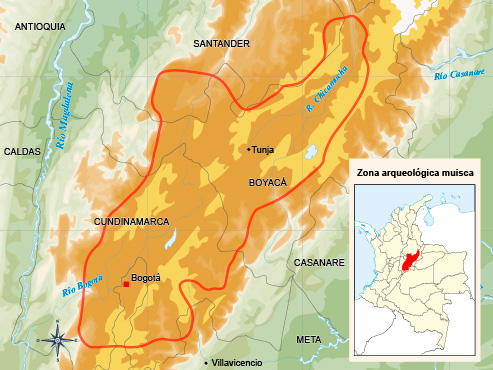 ANTIOQUIA
SANTANDER
Río Magdalena
R. Chicamocha
Río Casanare
CALDAS
Tunja
BOYACÁ
CUNDINAMARCA
Río Bogotá
Bogotá
CASANARE
META
Villavicencio
Zona arqueológica muisca